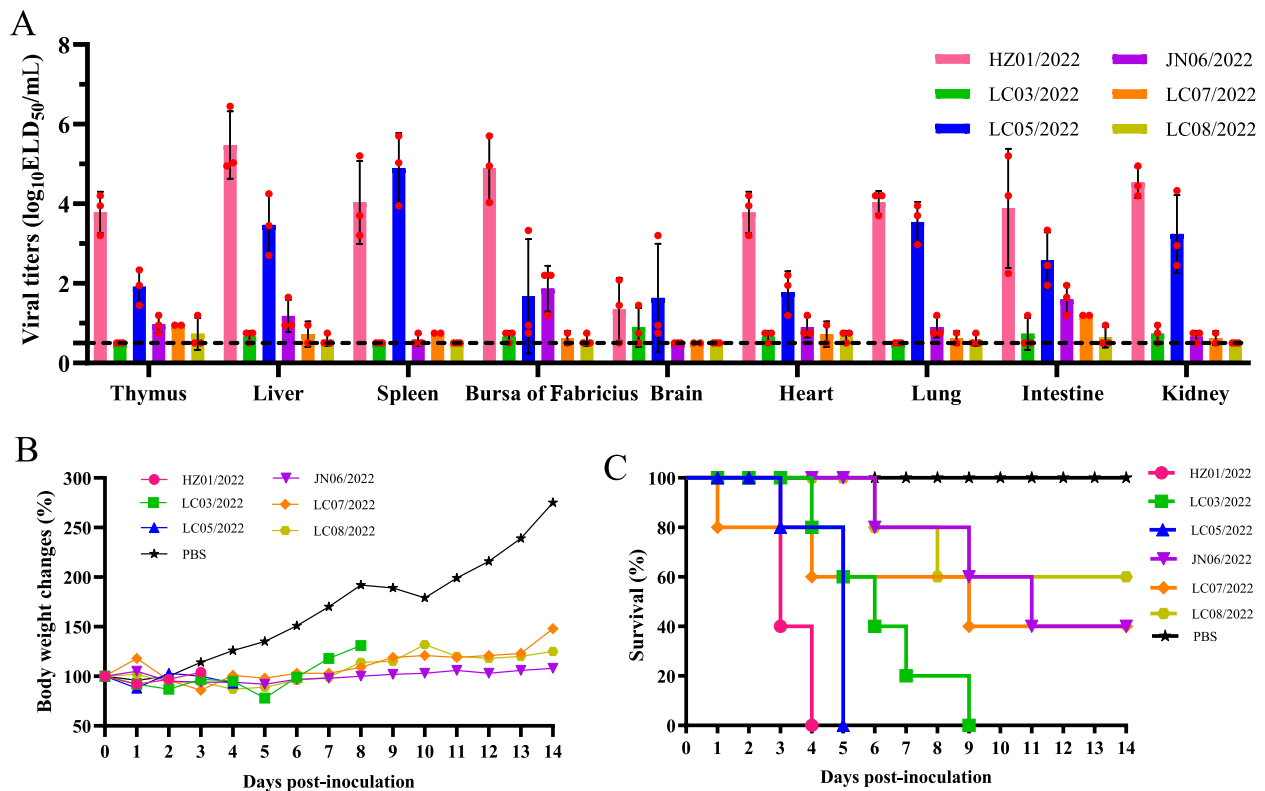 A
Viral titers (log10ELD50/mL)
8
6
4
2
0
HZ01/2022
LC03/2022
LC05/2022
JN06/2022
LC07/2022
LC08/2022
Thymus Liver Spleen Bursa of Fabricius Brain Heart Lung Intestine Kidney
B
Body weight changes (%)
300
250
200
150
100
50
HZ01/2022
LC03/2022
LC05/2022
PBS
JN06/2022
LC07/2022
LC08/2022
0 1 2 3 4 5 6 7 8 9 10 11 12 13 14
Days post-inoculation
C
Survival (%)
100
80
60
40
20
0
0 1 2 3 4 5 6 7 8 9 10 11 12 13 14
Days post-inoculation
HZ01/2022
LC03/2022
LC05/2022
JN06/2022
LC07/2022
LC08/2022
PBS